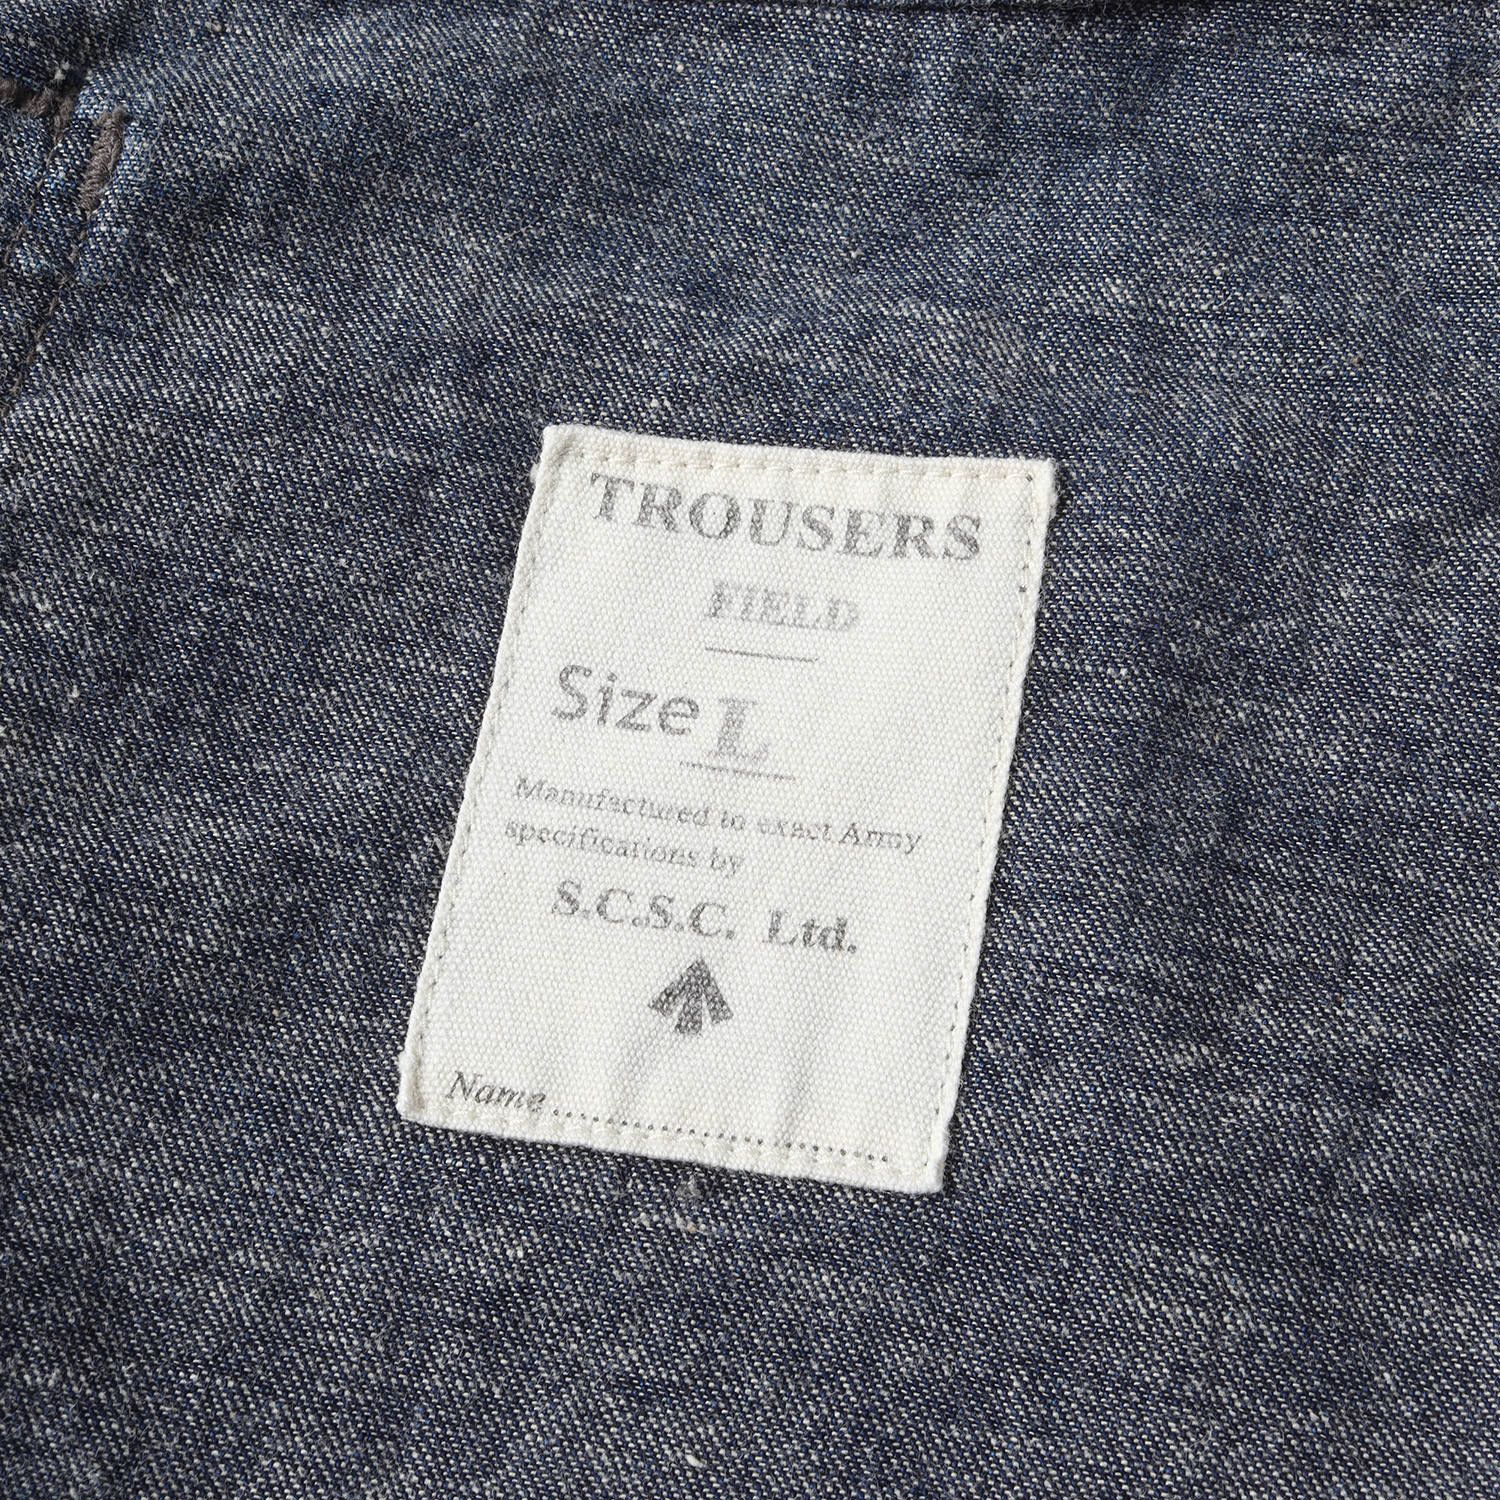 TROUSERS
FIELD
Size L
Manufactured to exact Army
specifications by
S.C.S.C. Ltd.
Name..............................